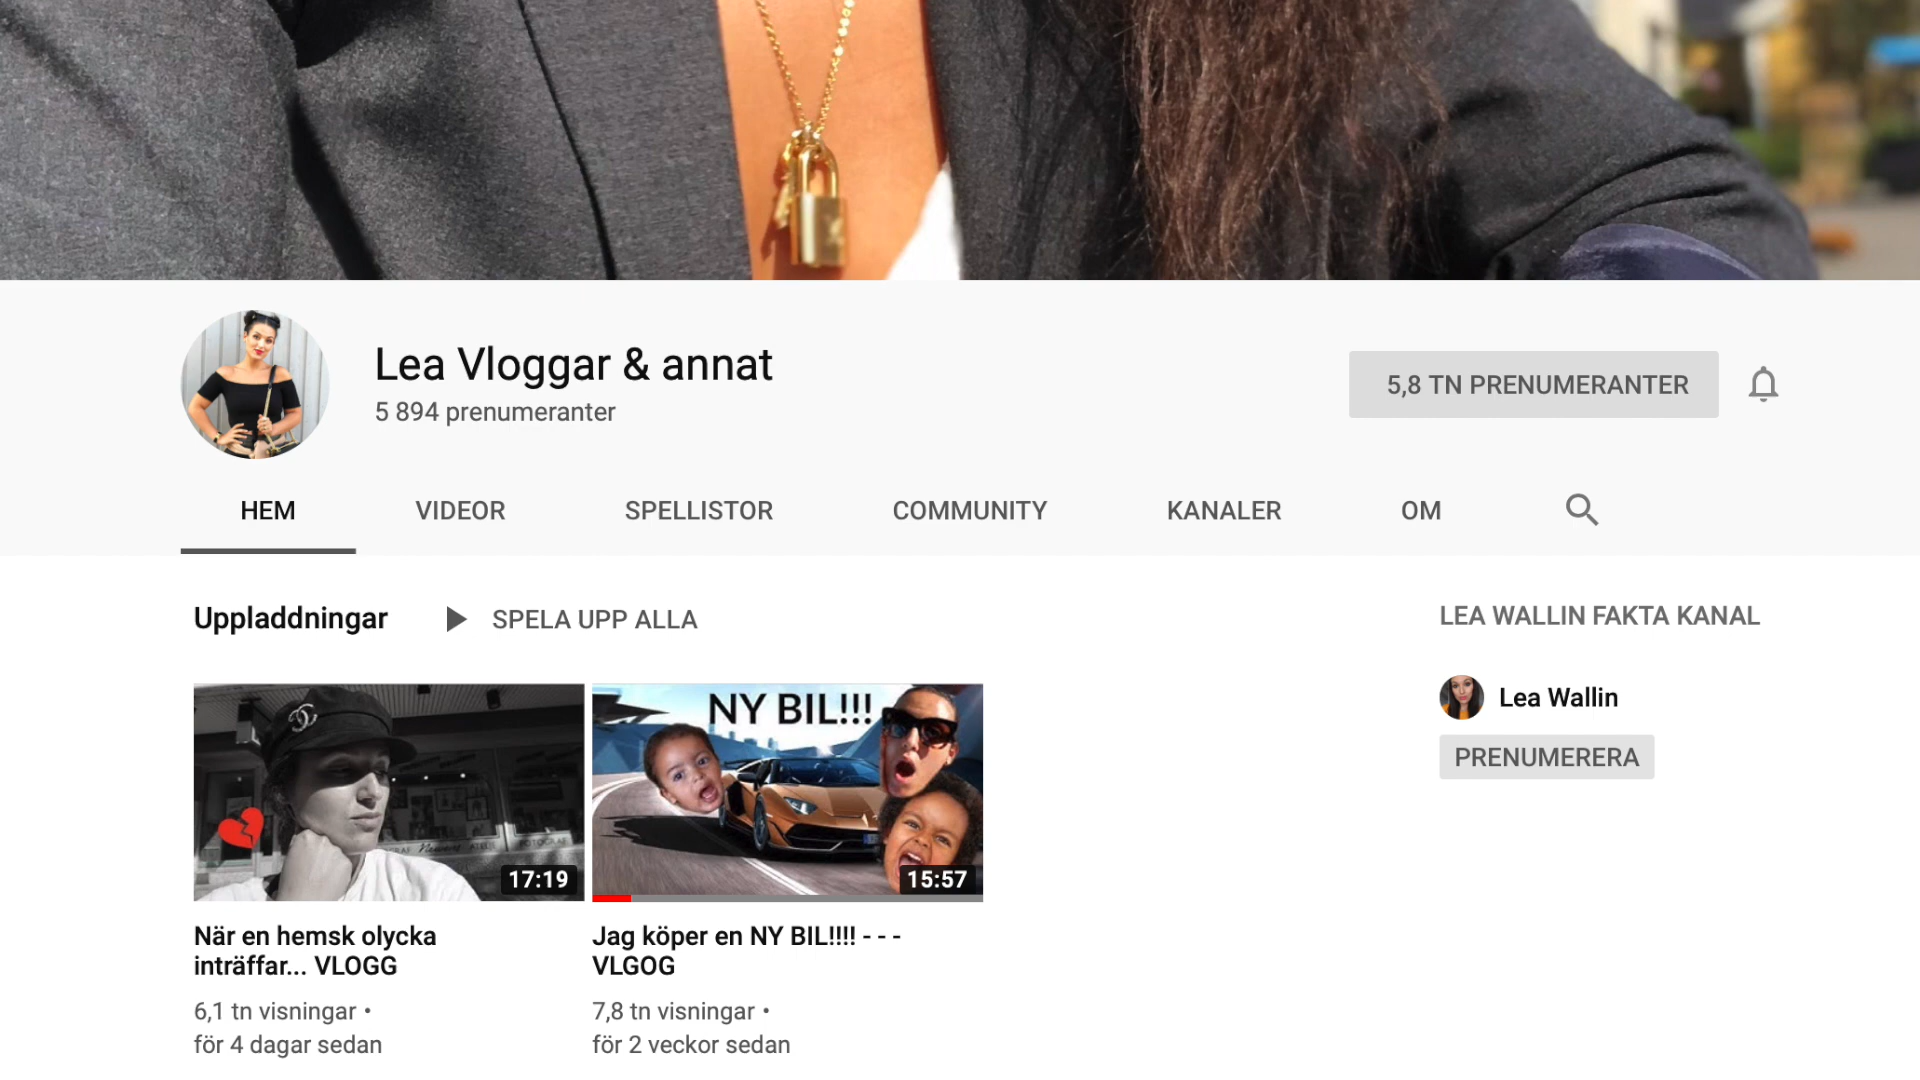 Lea Vloggar & annat
5 894 prenumeranter
5,8 TN PRENUMERANTER
HEM
VIDEOR
SPELLISTOR
COMMUNITY
KANALER
OM
Uppladdningar
SPELA UPP ALLA
LEA WALLIN FAKTA KANAL
Lea Wallin
PRENUMERERA
17:19
NY BIL!!!
15:57
När en hemsk olycka
inträffar... VLOGG
6,1 tn visningar •
för 4 dagar sedan
Jag köper en NY BIL!!!! - - -
VLGOG
7,8 tn visningar •
för 2 veckor sedan